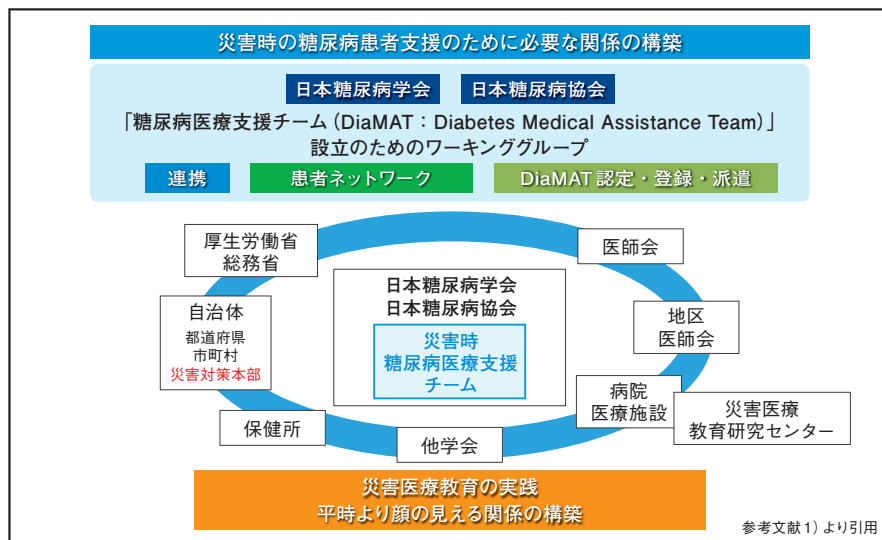 災害時の糖尿病患者支援のために必要な関係の構築
日本糖尿病学会
日本糖尿病協会
「糖尿病医療支援チーム(DiaMAT:Diabetes Medical Assistance Team)」
設立のためのワーキンググループ
連携
患者ネットワーク
DiaMAT認定・登録・派遣
厚生労働省
総務省
医師会
自治体
都道府県
市町村
災害対策本部
日本糖尿病学会
日本糖尿病協会
災害時
糖尿病医療支援
チーム
地区
医師会
病院
医療施設
災害医療
教育研究センター
保健所
他学会
災害医療教育の実践
平時より顔の見える関係の構築
参考文献1)より引用